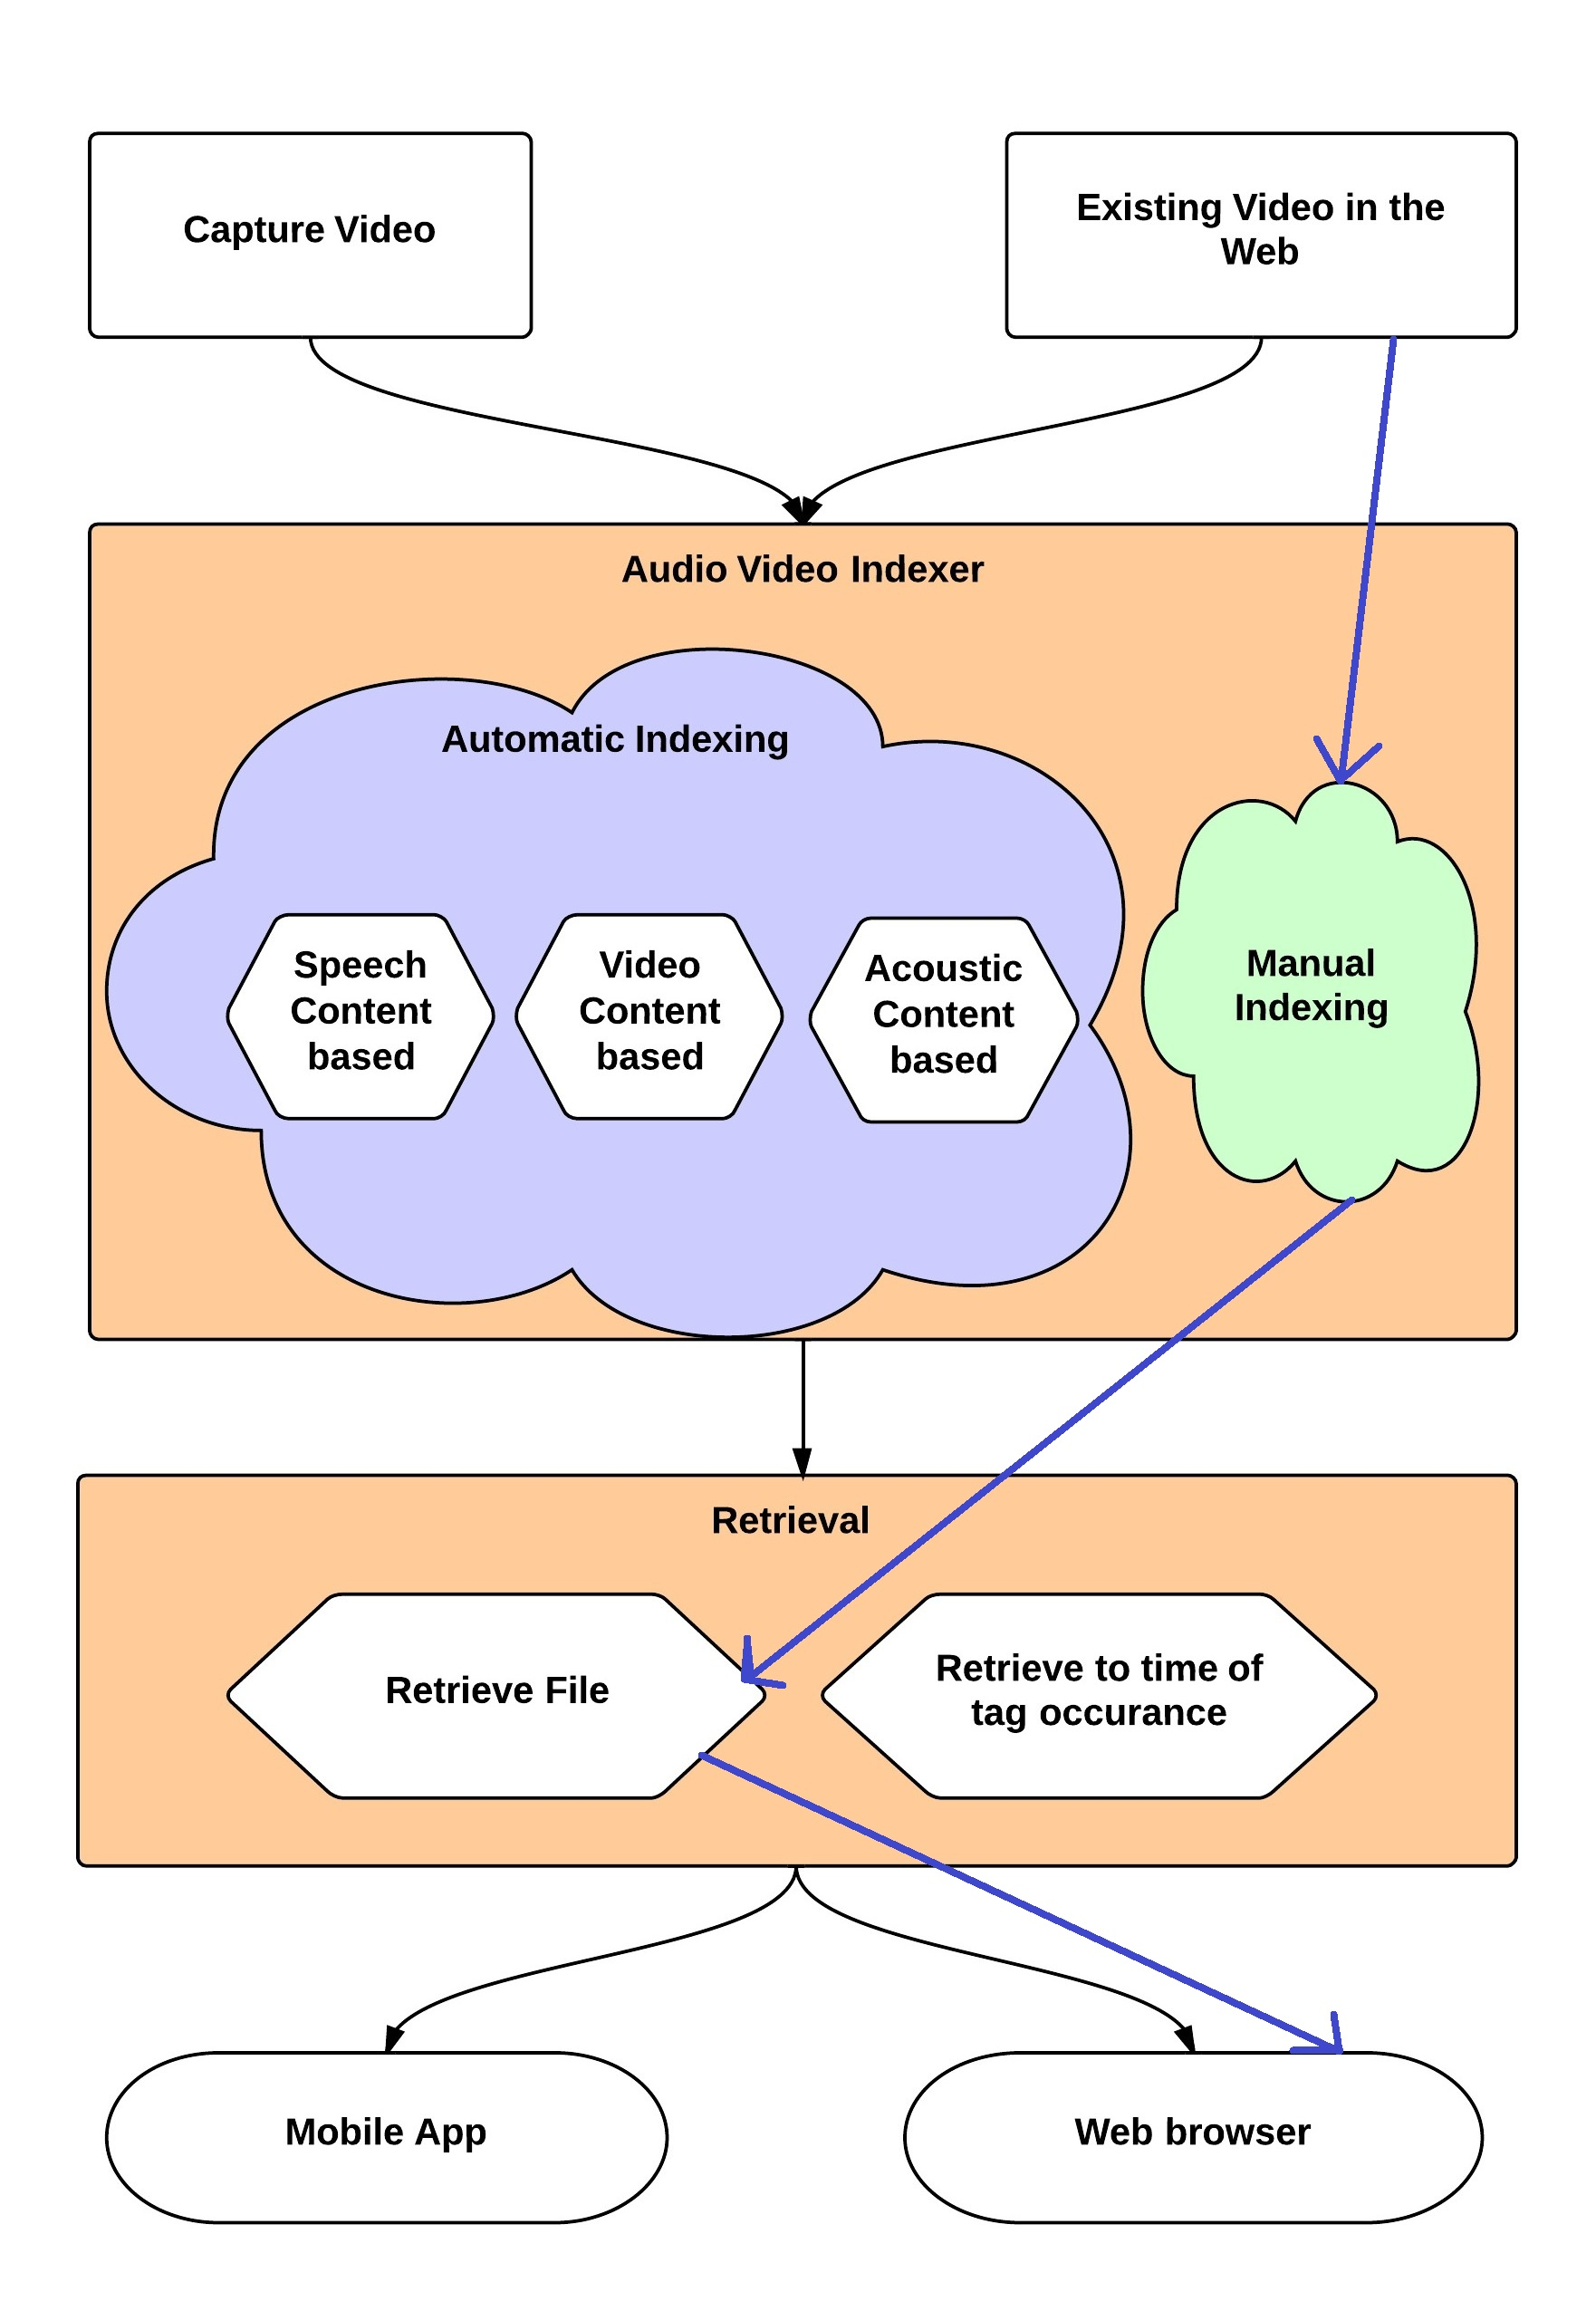 Capture Video
Existing Video in the
Web
Audio Video Indexer
Automatic Indexing
Speech
Content
based
Video
Content
based
Acoustic
Content
based
Manual
Indexing
Retrieval
Retrieve File
Retrieve to time of
tag occurance
Mobile App
Web browser